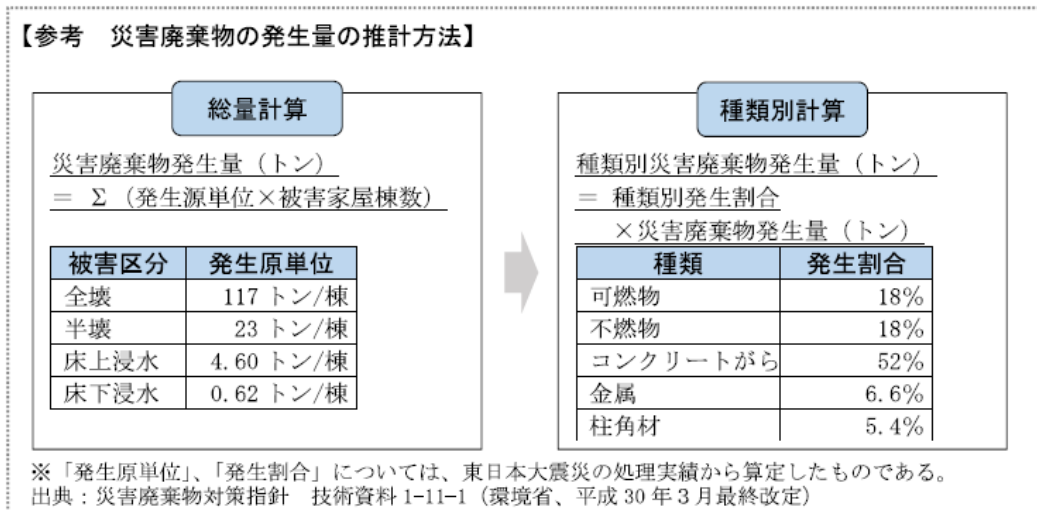 【参考　災害廃棄物の発生量の推計方法】
総量計算
災害廃棄物発生量（トン）
＝ Σ（発生源単位×被害家屋棟数）
被害区分 発生原単位
全壊 117 トン/棟
半壊 23 トン/棟
床上浸水 4.60 トン/棟
床下浸水 0.62 トン/棟
種類別計算
種類別災害廃棄物発生量（トン）
＝ 種類別発生割合
×災害廃棄物発生量（トン）
種類 発生割合
可燃物 18%
不燃物 18%
コンクリートがら 52%
金属 6.6%
柱角材 5.4%
※「発生原単位」、「発生割合」については、東日本大震災の処理実績から算定したものである。
出典：災害廃棄物対策指針　技術資料 1-11-1（環境省、平成 30 年３月最終改定）